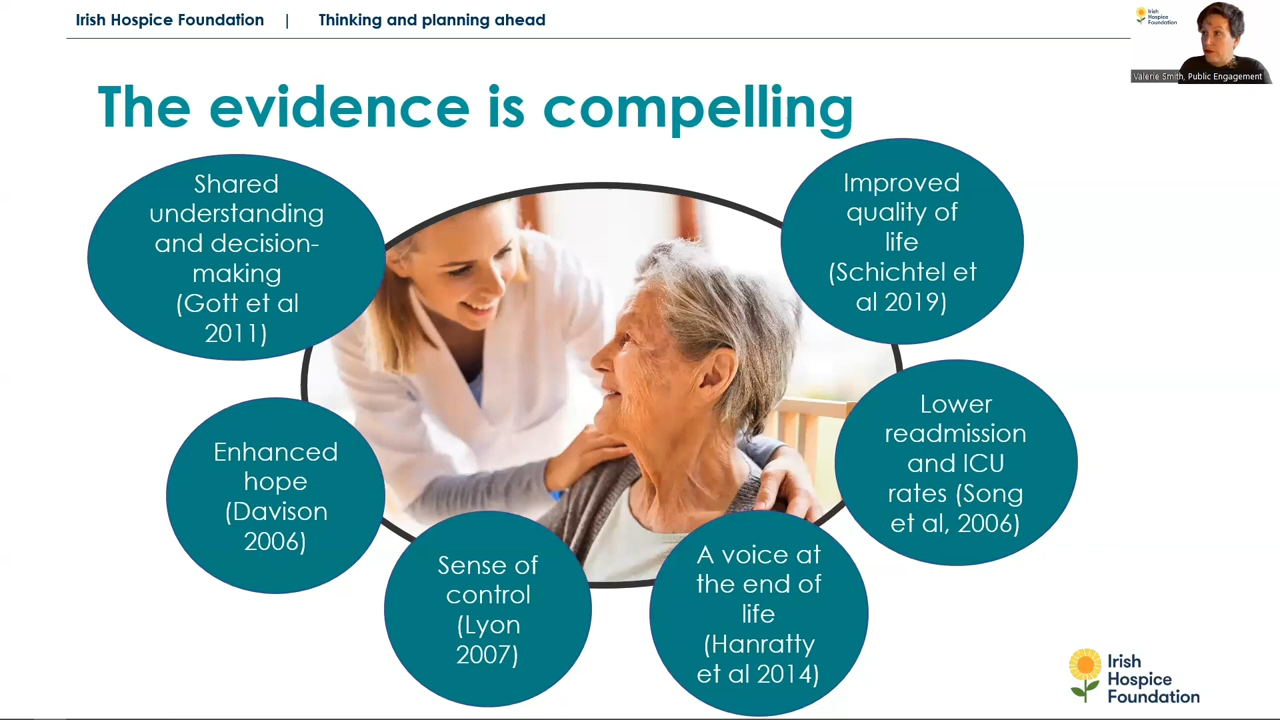 Irish Hospice Foundation | Thinking and planning ahead
Irish
Hospice
Foundation
Valerie Smith, Public Engagement
The evidence is compelling
Shared
understanding
and decision-
making
(Gott et al
2011)
Improved
quality of
life
(Schichtel et
al 2019)
Enhanced
hope
(Davison
2006)
Lower
readmission
and ICU
rates (Song
et al, 2006)
Sense of
control
(Lyon
2007)
A voice at
the end of
life
(Hanratty
et al 2014)
Irish
Hospice
Foundation